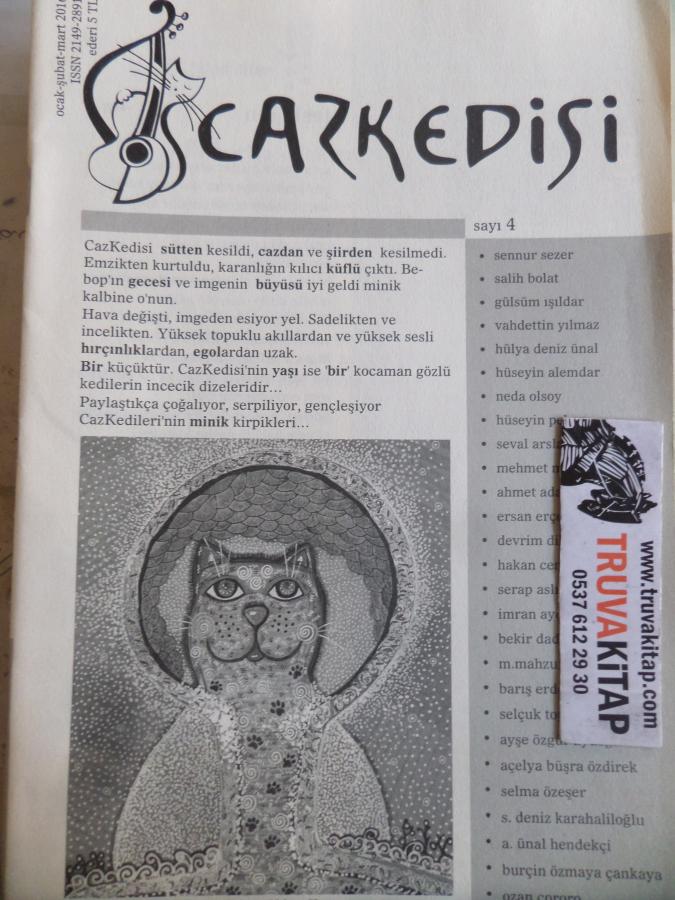 ocak-şubat-mart 2016
ISSN 2149-2891
ederi 5 TL
CAZKEDİSİ
sayı 4
CazKedisi sütten kesildi, cazdan ve şiirden kesilmedi.
Emzikten kurtuldu, karanlığın kılıcı küflü çıktı. Be-
bop'ın gecesi ve imgenin büyüsü iyi geldi minik
kalbine o'nun.
Hava değişti, imgeden esiyor yel. Sadelikten ve
incelikten. Yüksek topuklu akıllardan ve yüksek sesli
hırçınlıklardan, egolardan uzak.
Bir küçüktür. CazKedisi'nin yaşı ise 'bir' kocaman gözlü
kedilerin incecik dizeleridir...
Paylaştıkça çoğalıyor, serpiliyor, gençleşiyor
CazKedileri'nin minik kirpikleri...
• sennur sezer
• salih bolat
• gülsüm ışıldar
• vahdettin yılmaz
• hülya deniz ünal
• hüseyin alemdar
• neda olsoy
• hüseyin
• seval
• mehmet
• ahmet
• ersan
• devrim
• hakan
• serap
• imran
• bekir
• barış
• selçuk
• ayşe
• açelya büşra özdirek
• selma özeşer
• s. deniz karahaliloğlu
• a. ünal hendekçi
• burçin özmaya çankaya
www.truvakitap.com
TRUVAKİTAP
0537 612 29 30